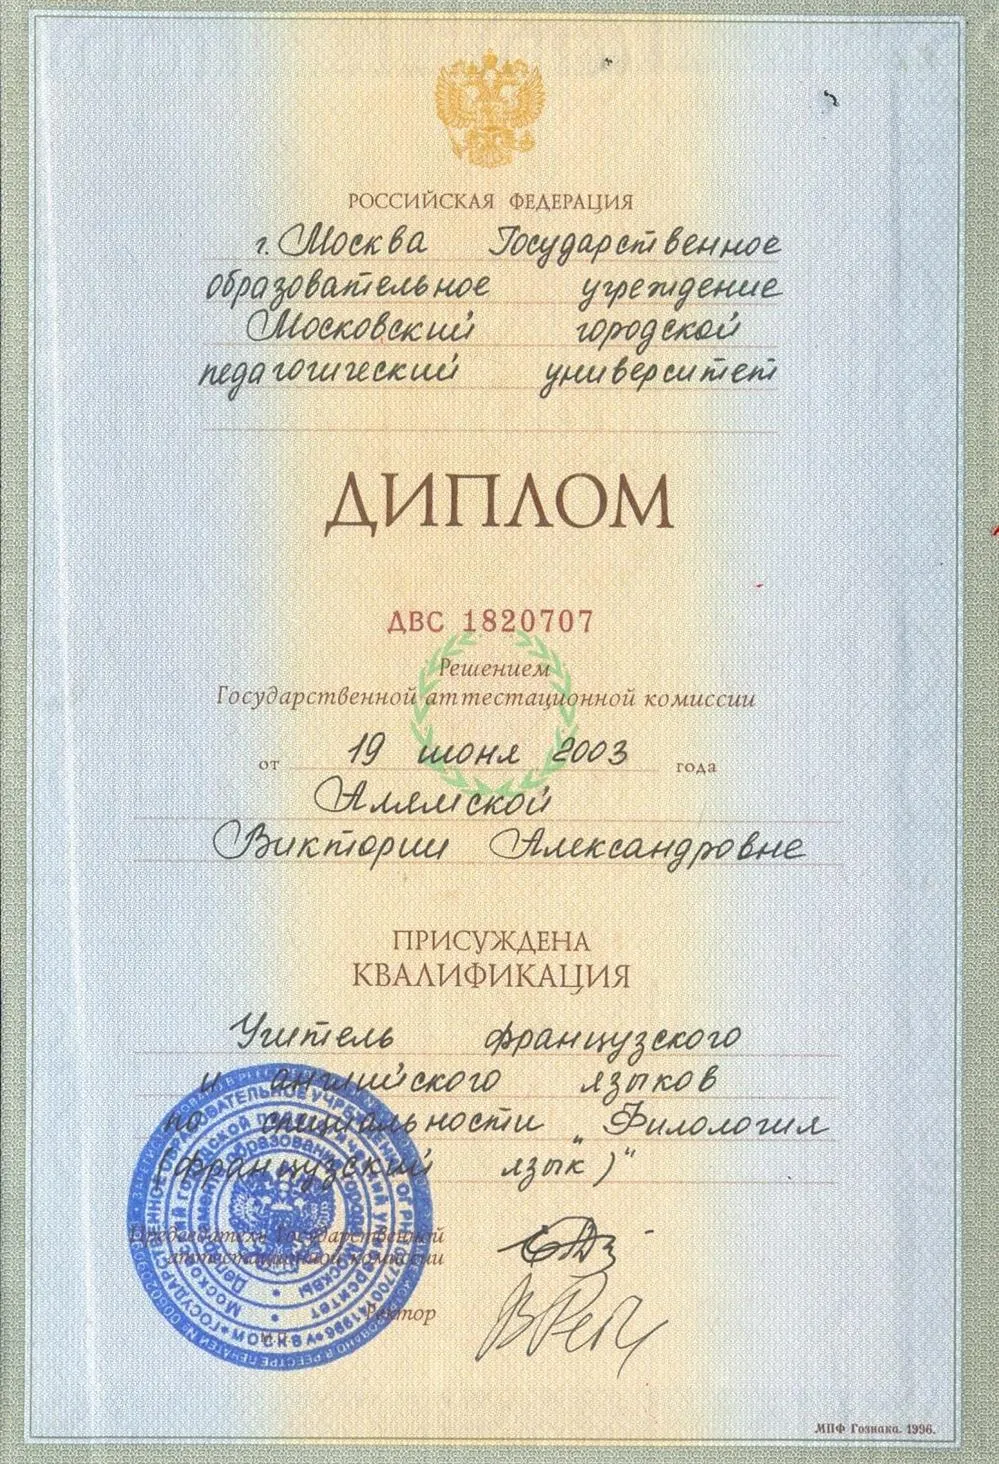 РОССИЙСКАЯ ФЕДЕРАЦИЯ
г. Москва Государственное
образовательное учреждение
Московский городской
педагогический университет
ДИПЛОМ
ДВС 1820707
Решением
Государственной аттестационной комиссии
от 19 июня 2003 года
Алямской
Виктории Александровне
ПРИСУЖДЕНА
КВАЛИФИКАЦИЯ
Учитель французского
и английского языков
по специальности „Филология
(французский язык)"
Председатель Государственной
аттестационной комиссии
Ректор
МПФ Гознака. 1996.